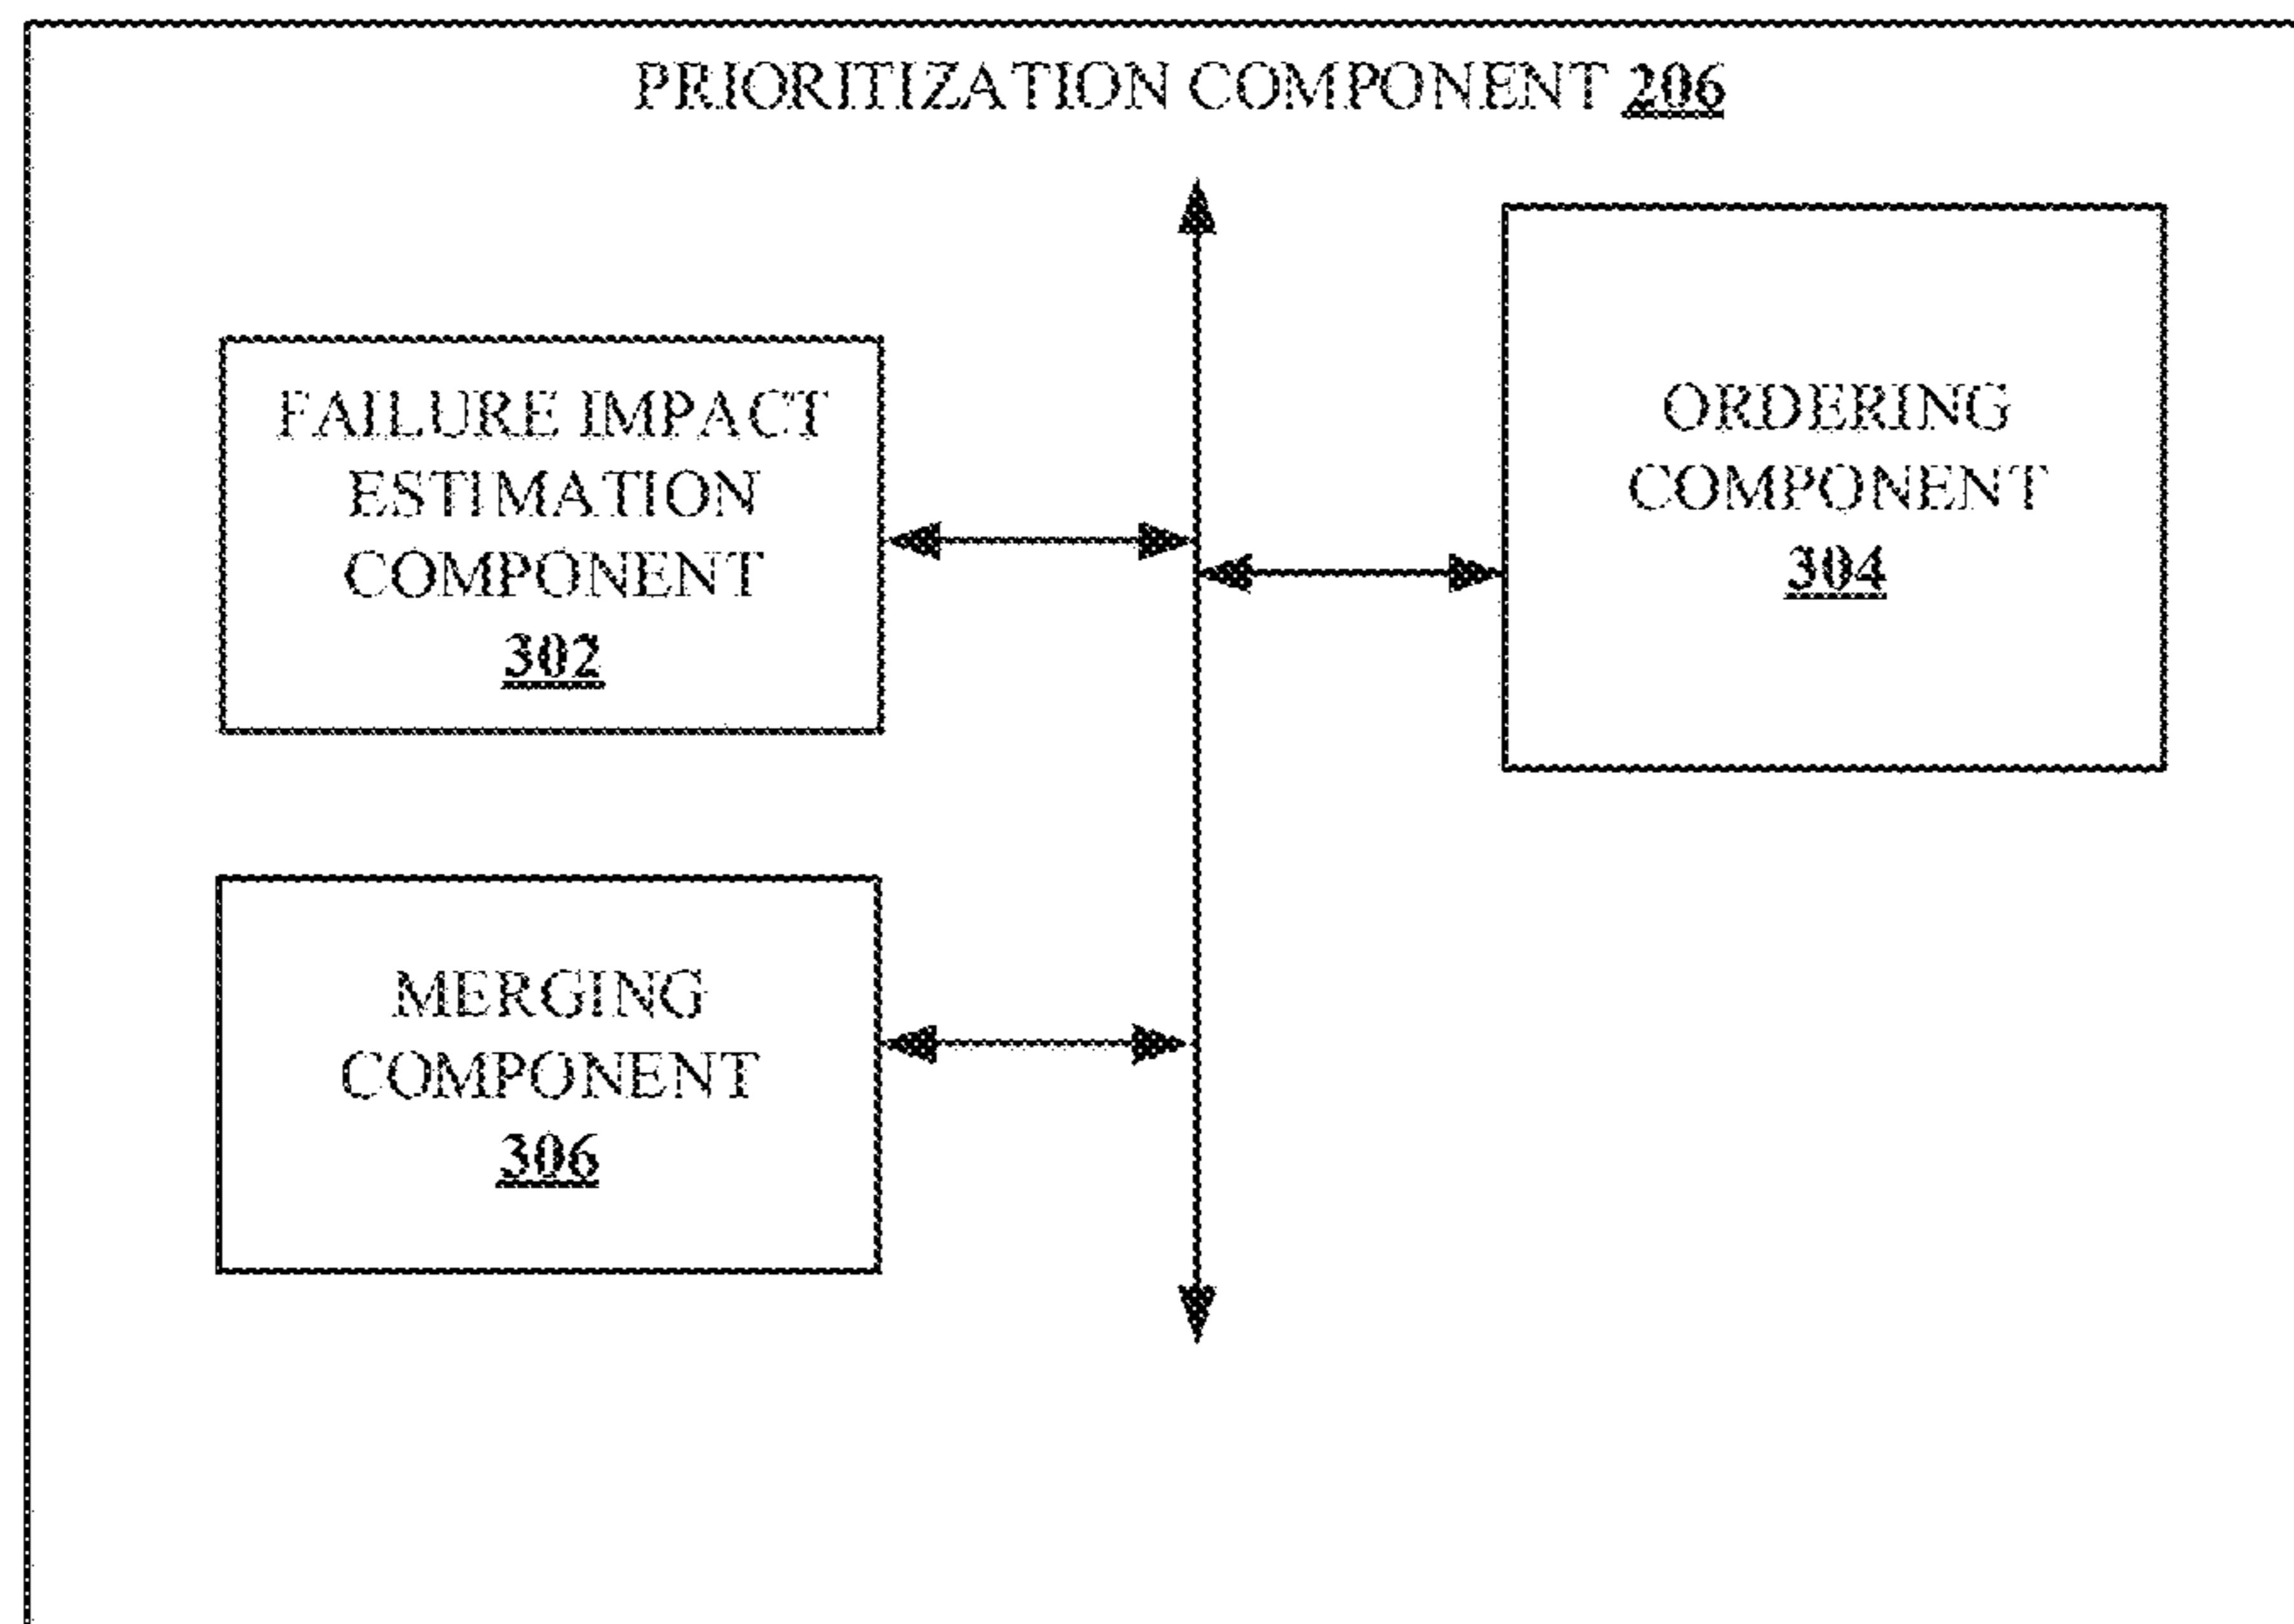 PRIORITIZATION COMPONENT 206
FAILURE IMPACT
ESTIMATION
COMPONENT
302
ORDERING
COMPONENT
304
MERGING
COMPONENT
306